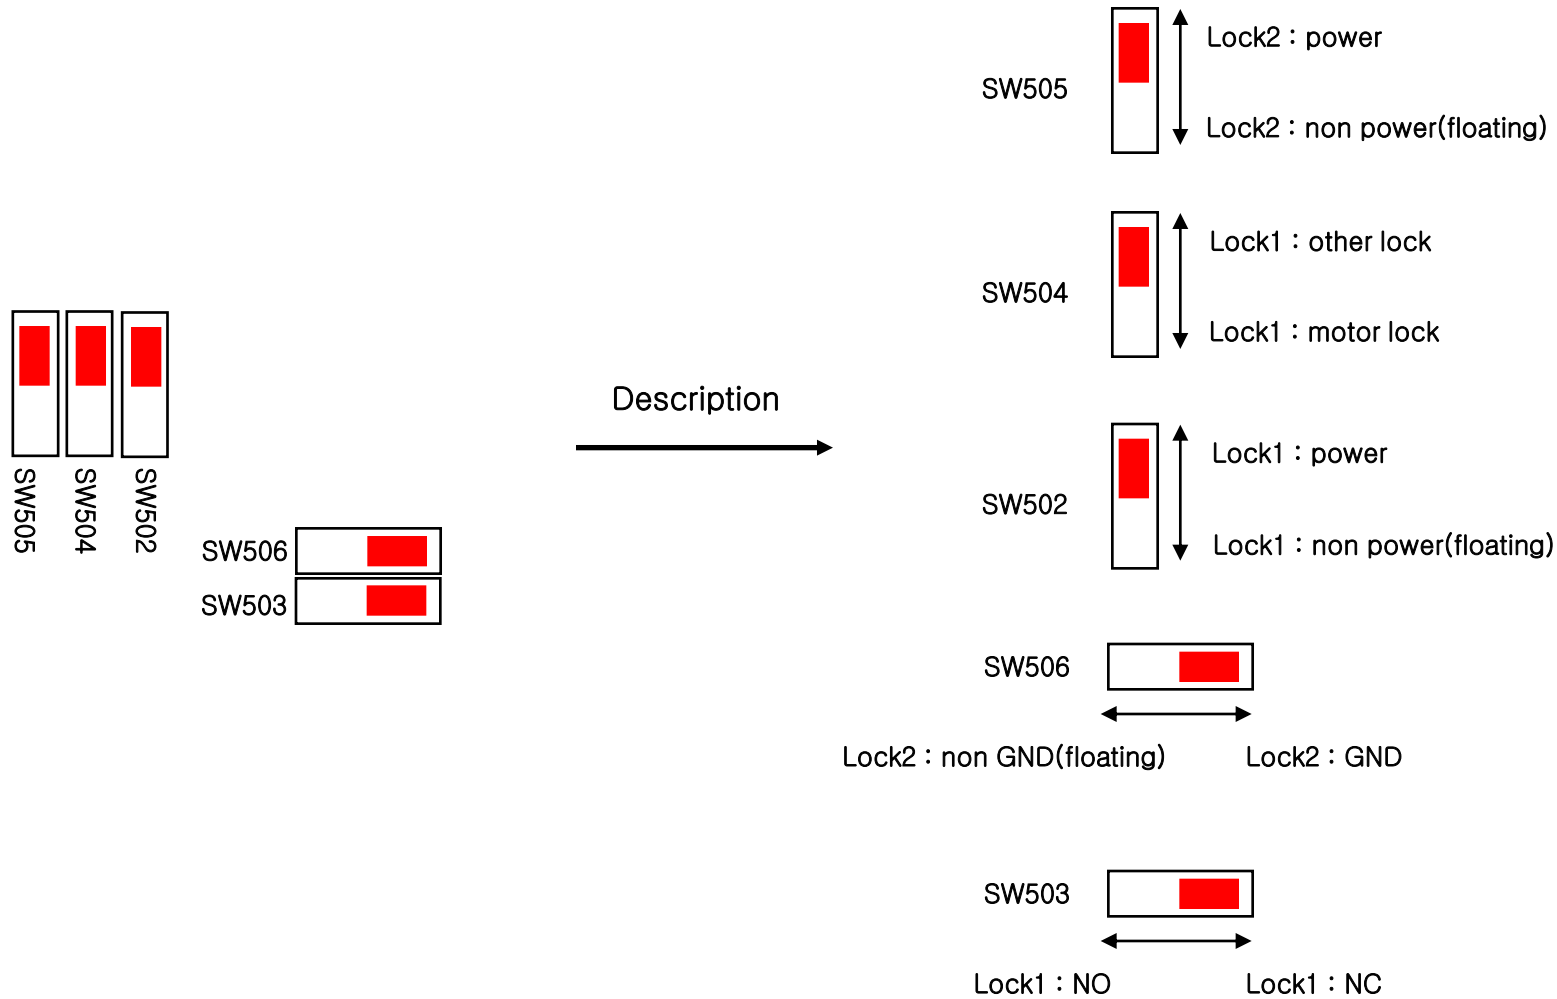 SW505
SW504
SW502
SW506
SW503
Description
SW505
Lock2 : power
Lock2 : non power(floating)
SW504
Lock1 : other lock
Lock1 : motor lock
SW502
Lock1 : power
Lock1 : non power(floating)
SW506
Lock2 : non GND(floating)
Lock2 : GND
SW503
Lock1 : NO
Lock1 : NC